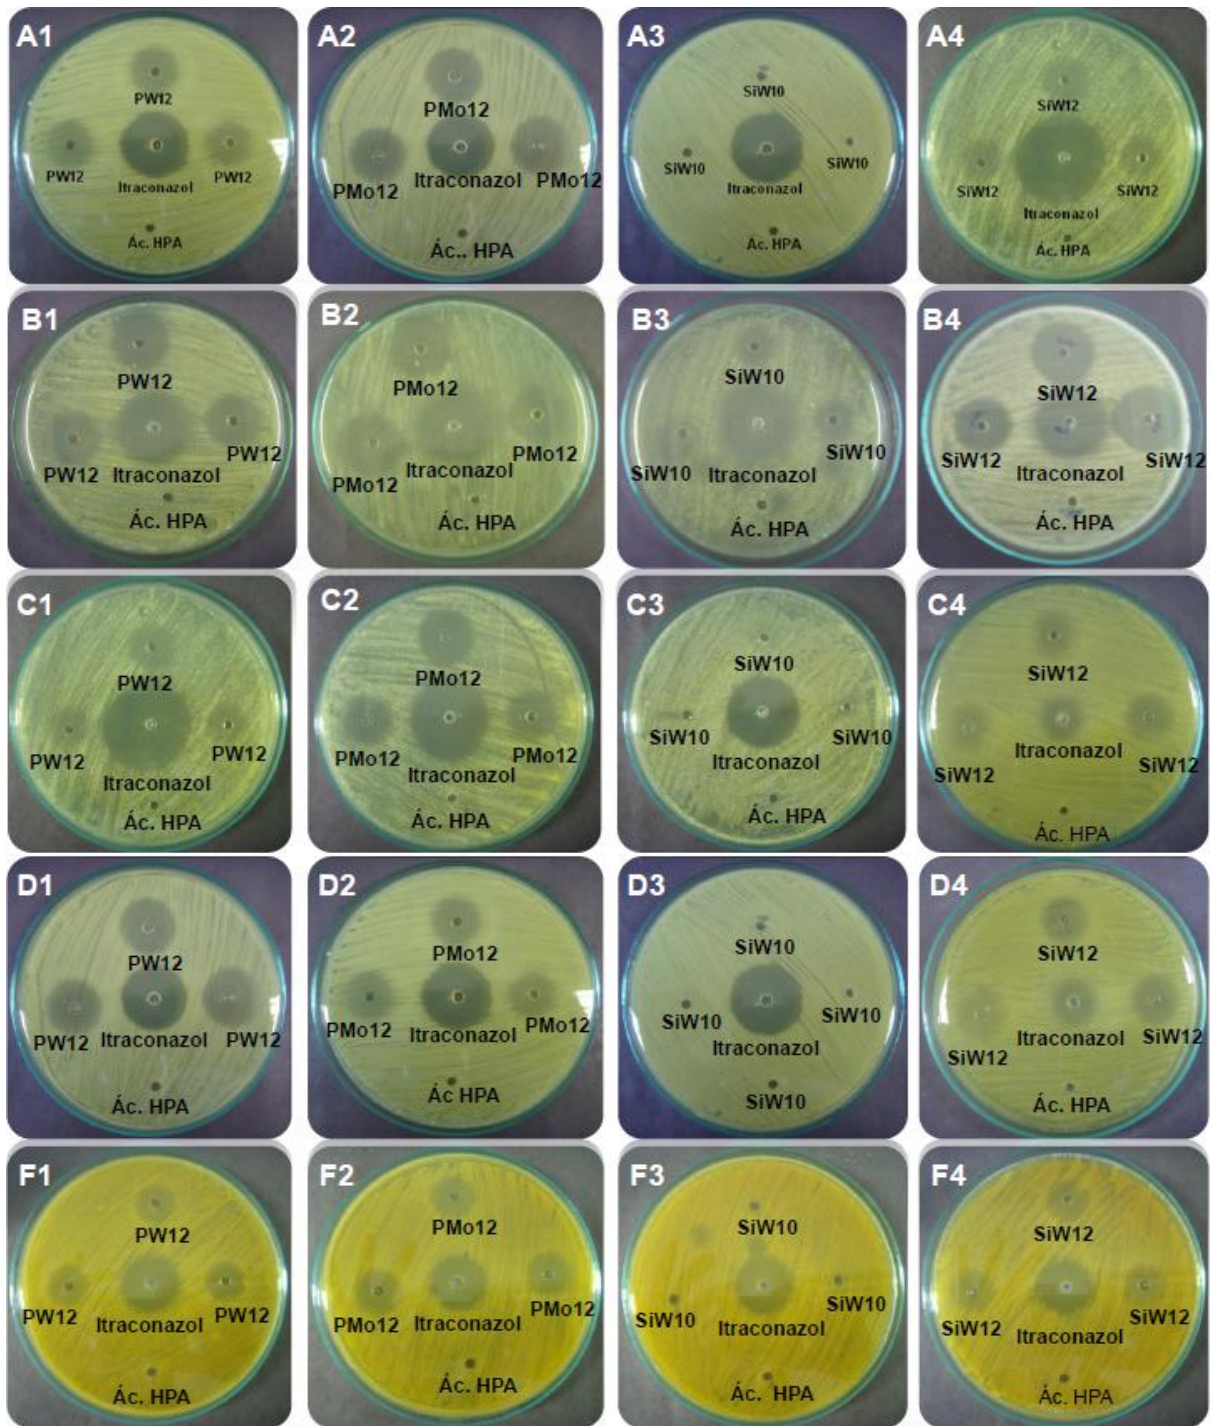 A1
PW12
PW12
Itraconazol
PW12
Ác. HPA
A2
PMo12
PMo12
Itraconazol
PMo12
Ác.. HPA
A3
SiW10
SiW10
Itraconazol
SiW10
Ác. HPA
A4
SiW12
SiW12
Itraconazol
SiW12
Ác. HPA
B1
PW12
PW12
Itraconazol
PW12
Ác. HPA
B2
PMo12
PMo12
Itraconazol
PMo12
Ác. HPA
B3
SiW10
SiW10
Itraconazol
SiW10
Ác. HPA
B4
SiW12
SiW12
Itraconazol
SiW12
Ác. HPA
C1
PW12
PW12
Itraconazol
PW12
Ác. HPA
C2
PMo12
PMo12
Itraconazol
PMo12
Ác. HPA
C3
SiW10
SiW10
Itraconazol
SiW10
Ác. HPA
C4
SiW12
SiW12
Itraconazol
SiW12
Ác. HPA
D1
PW12
PW12
Itraconazol
PW12
Ác. HPA
D2
PMo12
PMo12
Itraconazol
PMo12
Ác HPA
D3
SiW10
SiW10
Itraconazol
SiW10
SiW10
D4
SiW12
SiW12
Itraconazol
SiW12
Ác. HPA
F1
PW12
PW12
Itraconazol
PW12
Ác. HPA
F2
PMo12
PMo12
Itraconazol
PMo12
Ác. HPA
F3
SiW10
SiW10
Itraconazol
SiW10
Ác. HPA
F4
SiW12
SiW12
Itraconazol
SiW12
Ác. HPA